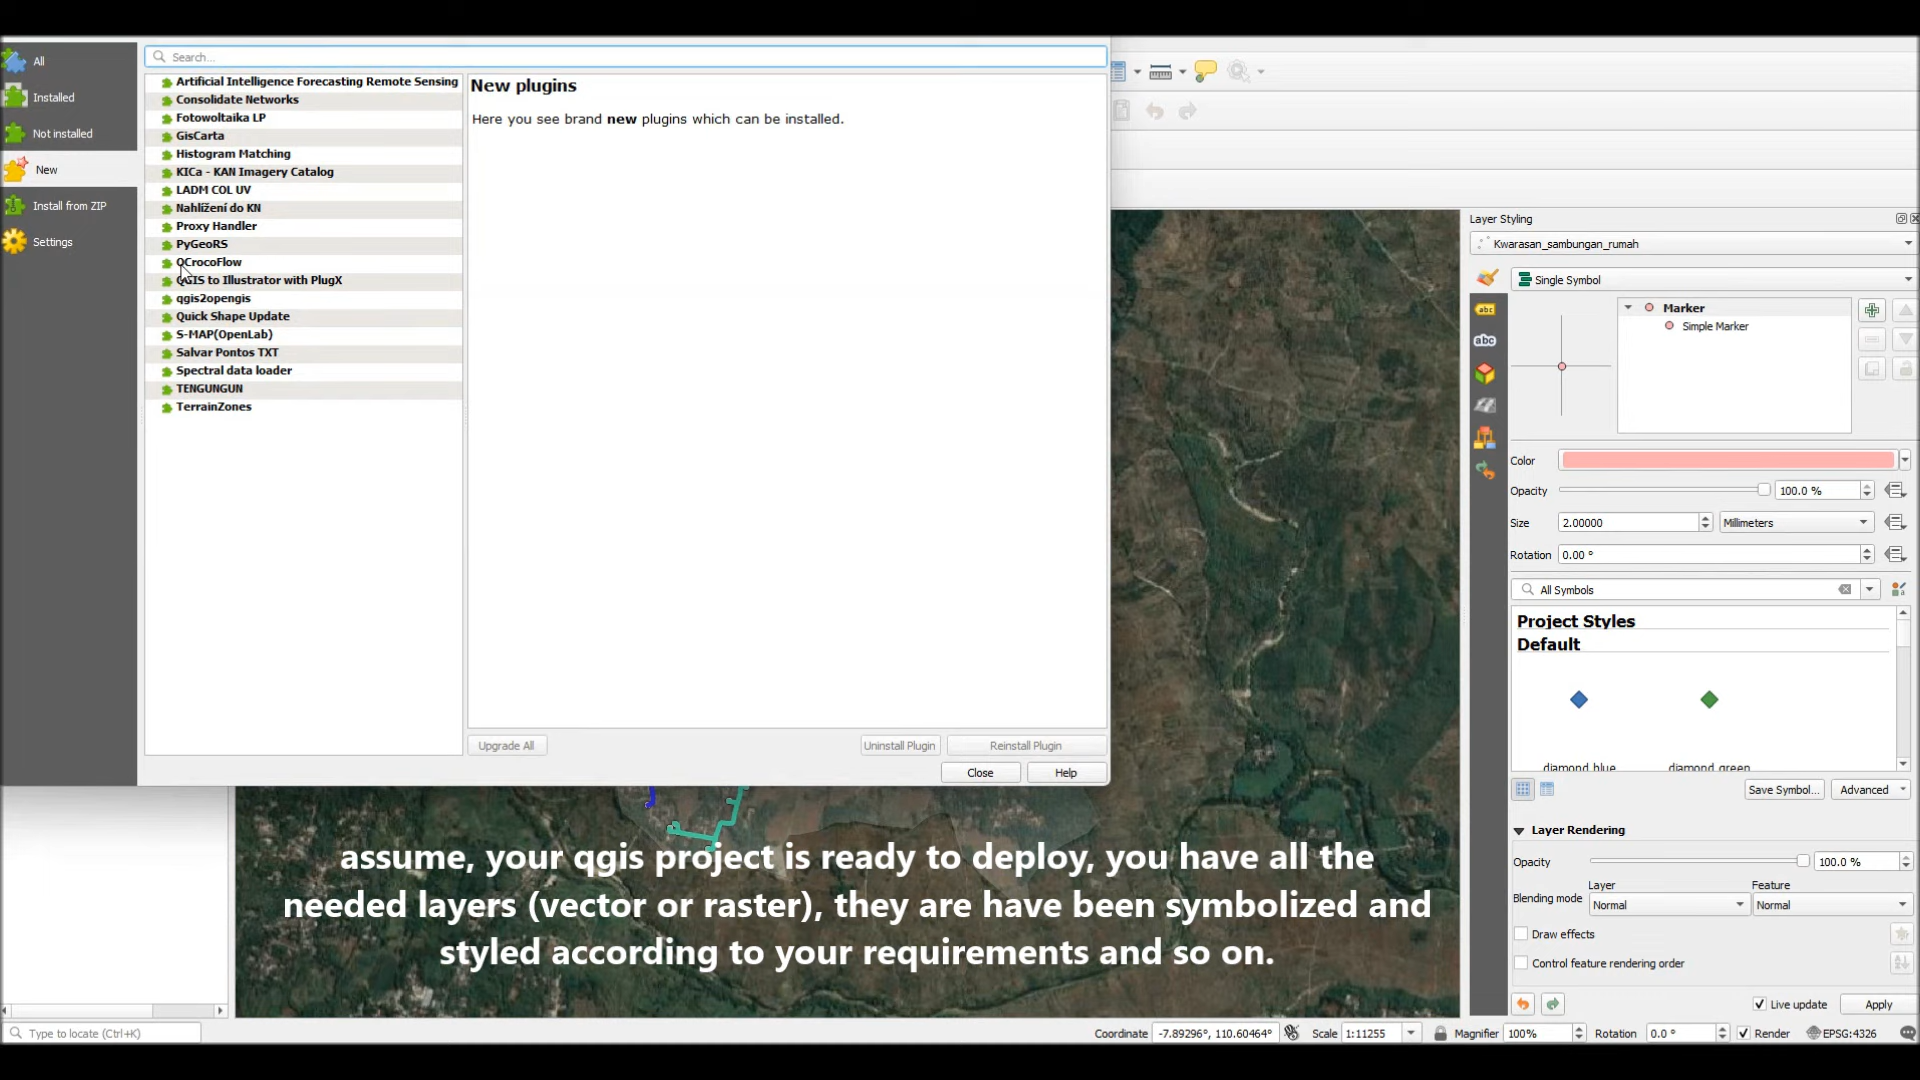 Search...
All
Installed
Not installed
New
Install from ZIP
Settings
Artificial Intelligence Forecasting Remote Sensing
Consolidate Networks
Fotowoltaika LP
GisCarta
Histogram Matching
KICa - KAN Imagery Catalog
LADM COL UV
Nahlížení do KN
Proxy Handler
PyGeoRS
QCrocoFlow
QGIS to Illustrator with PlugX
qgis2opengis
Quick Shape Update
S-MAP(OpenLab)
Salvar Pontos TXT
Spectral data loader
TENGUNGUN
TerrainZones
New plugins
Here you see brand new plugins which can be installed.
Upgrade All
Uninstall Plugin
Reinstall Plugin
Close
Help
Layer Styling
Kwarasan_sambungan_rumah
Single Symbol
Marker
Simple Marker
abc
abc
Color
Opacity
100.0 %
Size
2.00000
Millimeters
Rotation
0.00 °
All Symbols
Project Styles
Default
diamond blue
diamond green
Save Symbol...
Advanced
Layer Rendering
Opacity
100.0 %
Blending mode
Layer
Normal
Feature
Normal
Draw effects
Control feature rendering order
Live update
Apply
assume, your qgis project is ready to deploy, you have all the
needed layers (vector or raster), they are have been symbolized and
styled according to your requirements and so on.
Type to locate (Ctrl+K)
Coordinate
-7.89296°, 110.60464°
Scale
1:11255
Magnifier
100%
Rotation
0.0 °
Render
EPSG:4326